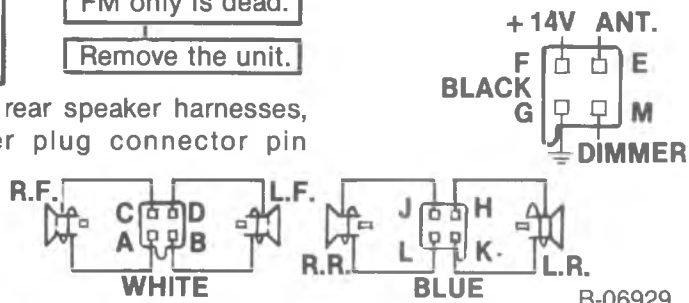 FM only is dead.
Remove the unit.
rear speaker harnesses,
plug connector pin
+ 14V ANT.
F E
BLACK
G M
DIMMER
R.F. L.F.
C D
A B
WHITE
J H
L K.
R.R. L.R.
BLUE
B-06929